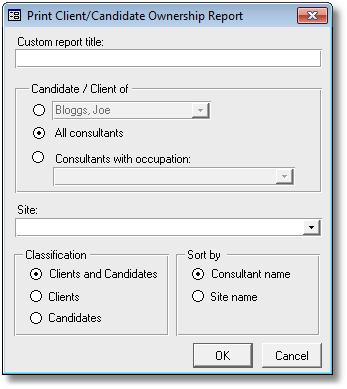 Print Client/Candidate Ownership Report
Custom report title:
Candidate / Client of
Bloggs, Joe
All consultants
Consultants with occupation:
Site:
Classification
Clients and Candidates
Clients
Candidates
Sort by
Consultant name
Site name
OK
Cancel